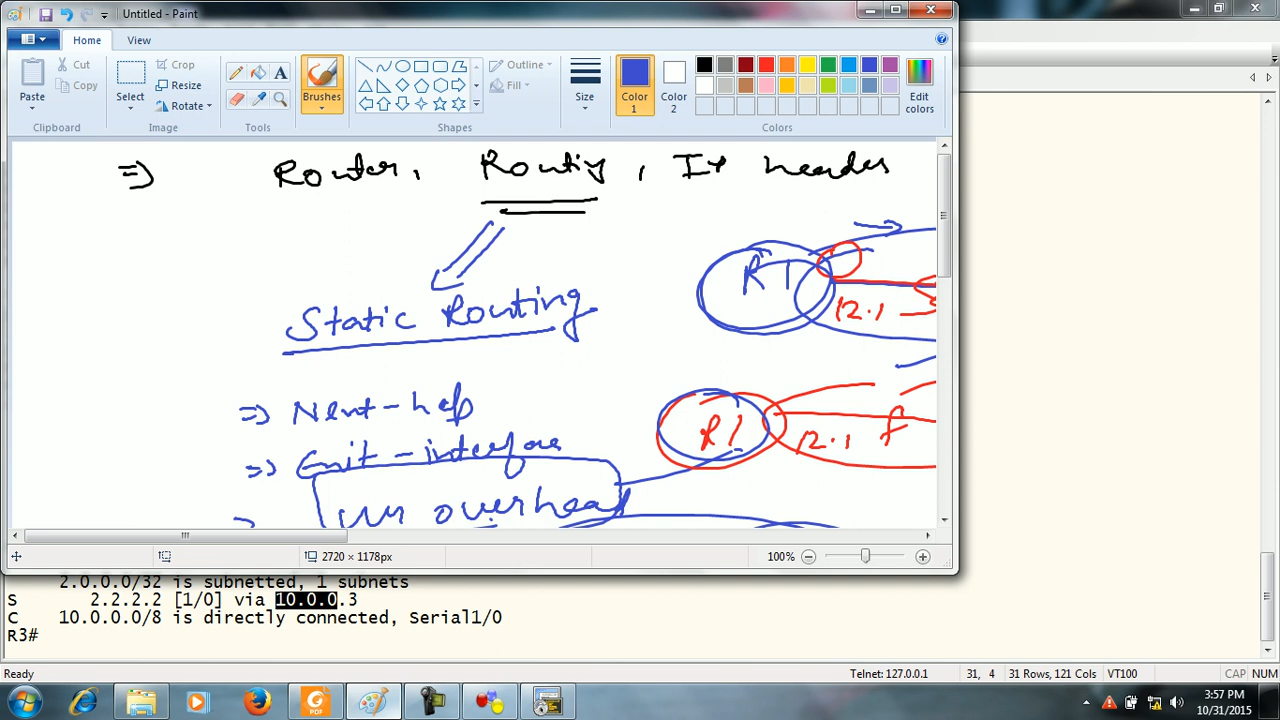 Untitled - Paint
Home View
Paste
Cut
Copy
Clipboard
Select
Crop
Resize
Rotate
Image
Tools
Brushes
Shapes
Outline
Fill
Size
Color 1
Color 2
Edit colors
Colors
=> Router, Routing, IP header
Static Routing
R1
12.1
=> Next-hop
R1
12.1 f
=> Exit-interface
overhead
2720 x 1178px
100%
2.0.0.0/32 is subnetted, 1 subnets
S 2.2.2.2 [1/0] via 10.0.0.3
C 10.0.0.0/8 is directly connected, Serial1/0
R3#
Ready Telnet: 127.0.0.1 31, 4 31 Rows, 121 Cols VT100 CAP NUM
PDF
3:57 PM
10/31/2015